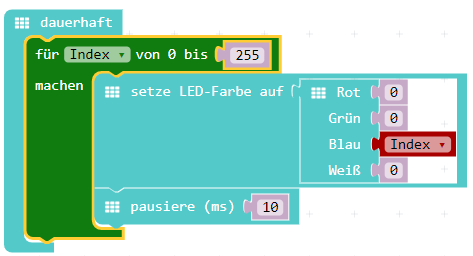 dauerhaft
für Index von 0 bis 255
machen
setze LED-Farbe auf Rot 0
Grün 0
Blau Index
Weiß 0
pausiere (ms) 10